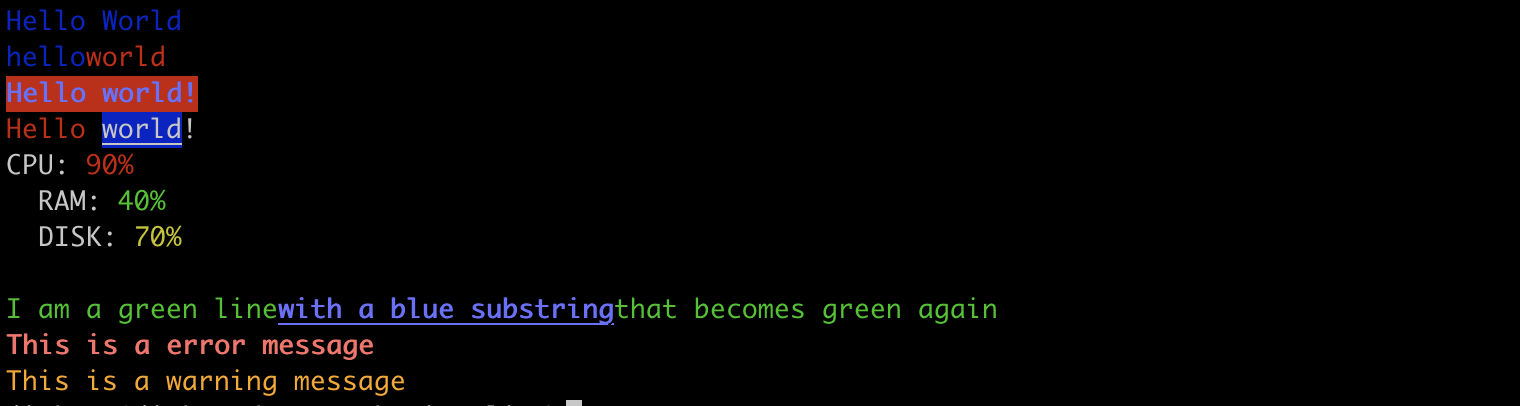 Hello World
helloworld
Hello world!
Hello world!
CPU: 90%
  RAM: 40%
  DISK: 70%

I am a green linewith a blue substringthat becomes green again
This is a error message
This is a warning message